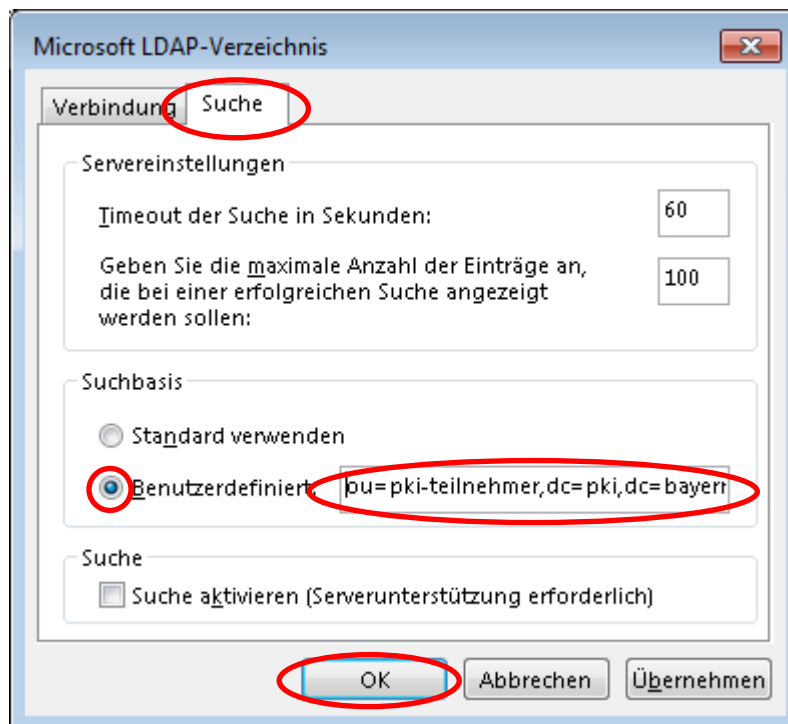 Microsoft LDAP-Verzeichnis
Verbindung Suche
Servereinstellungen
Timeout der Suche in Sekunden: 60
Geben Sie die maximale Anzahl der Einträge an, 100
die bei einer erfolgreichen Suche angezeigt
werden sollen:
Suchbasis
Standard verwenden
Benutzerdefiniert: ou=pki-teilnehmer,dc=pki,dc=bayern
Suche
Suche aktivieren (Serverunterstützung erforderlich)
OK Abbrechen Übernehmen